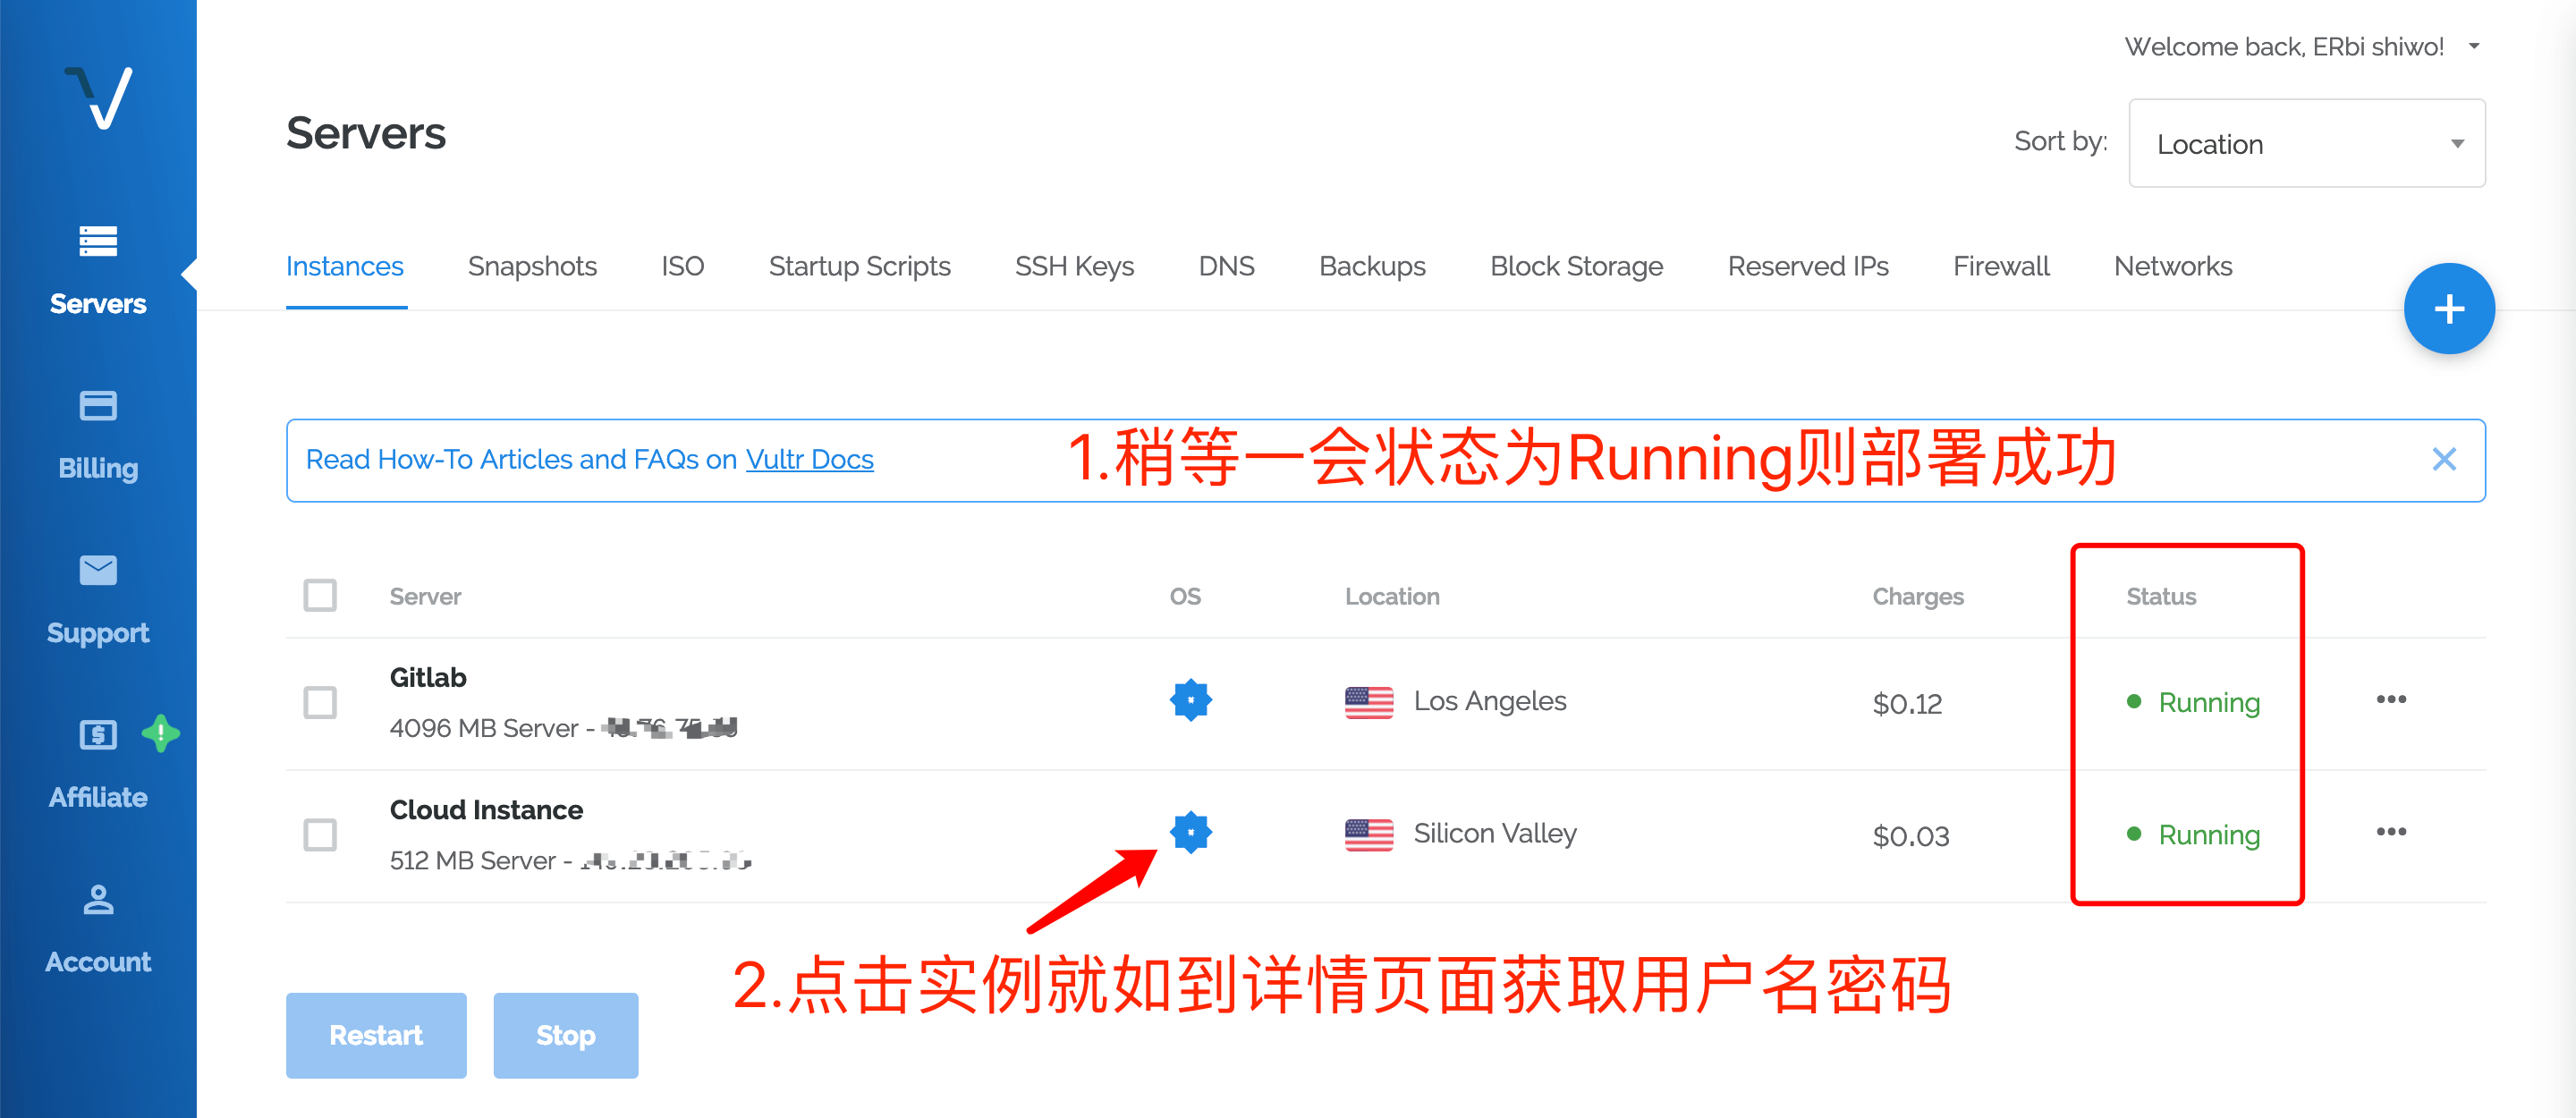 Welcome back, ERbi shiwo!
Servers
Sort by:
Location
Instances
Snapshots
ISO
Startup Scripts
SSH Keys
DNS
Backups
Block Storage
Reserved IPs
Firewall
Networks
Servers
Billing
Support
Affiliate
Account
Read How-To Articles and FAQs on Vultr Docs
1.稍等一会状态为Running则部署成功
Server
OS
Location
Charges
Status
Gitlab
4096 MB Server -
Los Angeles
$0.12
Running
Cloud Instance
512 MB Server -
Silicon Valley
$0.03
Running
2.点击实例就如到详情页面获取用户名密码
Restart
Stop